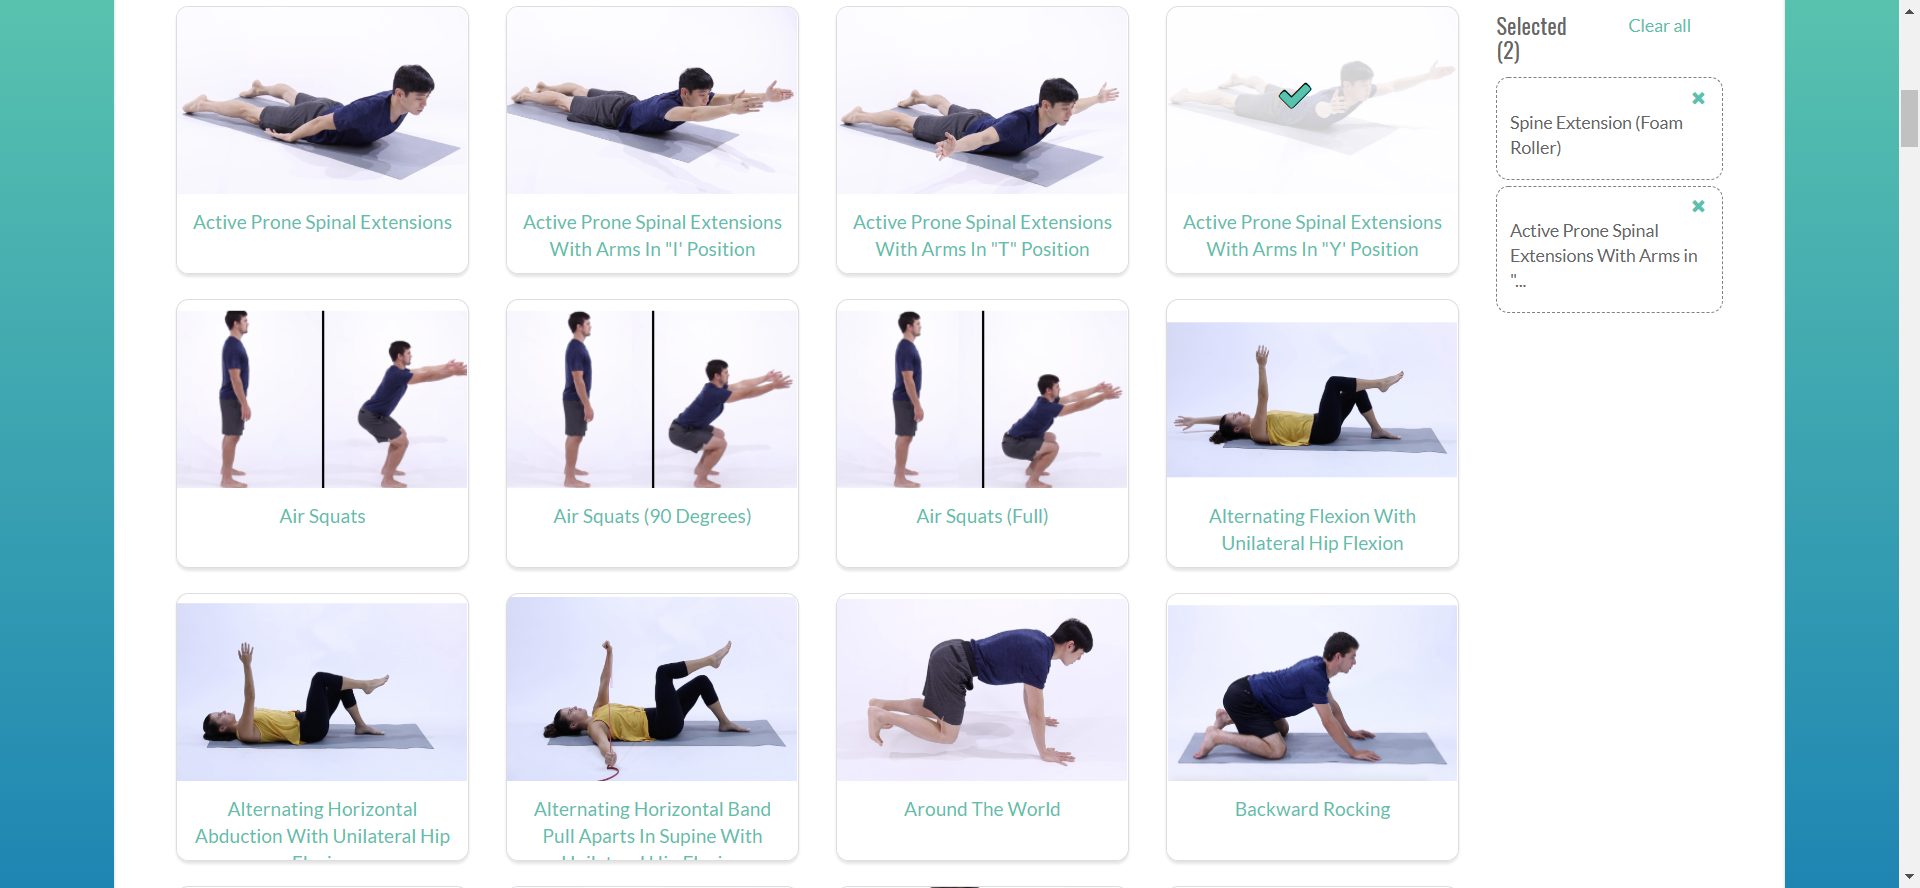 Active Prone Spinal Extensions
Active Prone Spinal Extensions
With Arms In "I' Position
Active Prone Spinal Extensions
With Arms In "T" Position
Active Prone Spinal Extensions
With Arms In "Y' Position
Air Squats
Air Squats (90 Degrees)
Air Squats (Full)
Alternating Flexion With
Unilateral Hip Flexion
Alternating Horizontal
Abduction With Unilateral Hip
Alternating Horizontal Band
Pull Aparts In Supine With
Around The World
Backward Rocking
Selected
(2)
Clear all
Spine Extension (Foam
Roller)
Active Prone Spinal
Extensions With Arms in
"...